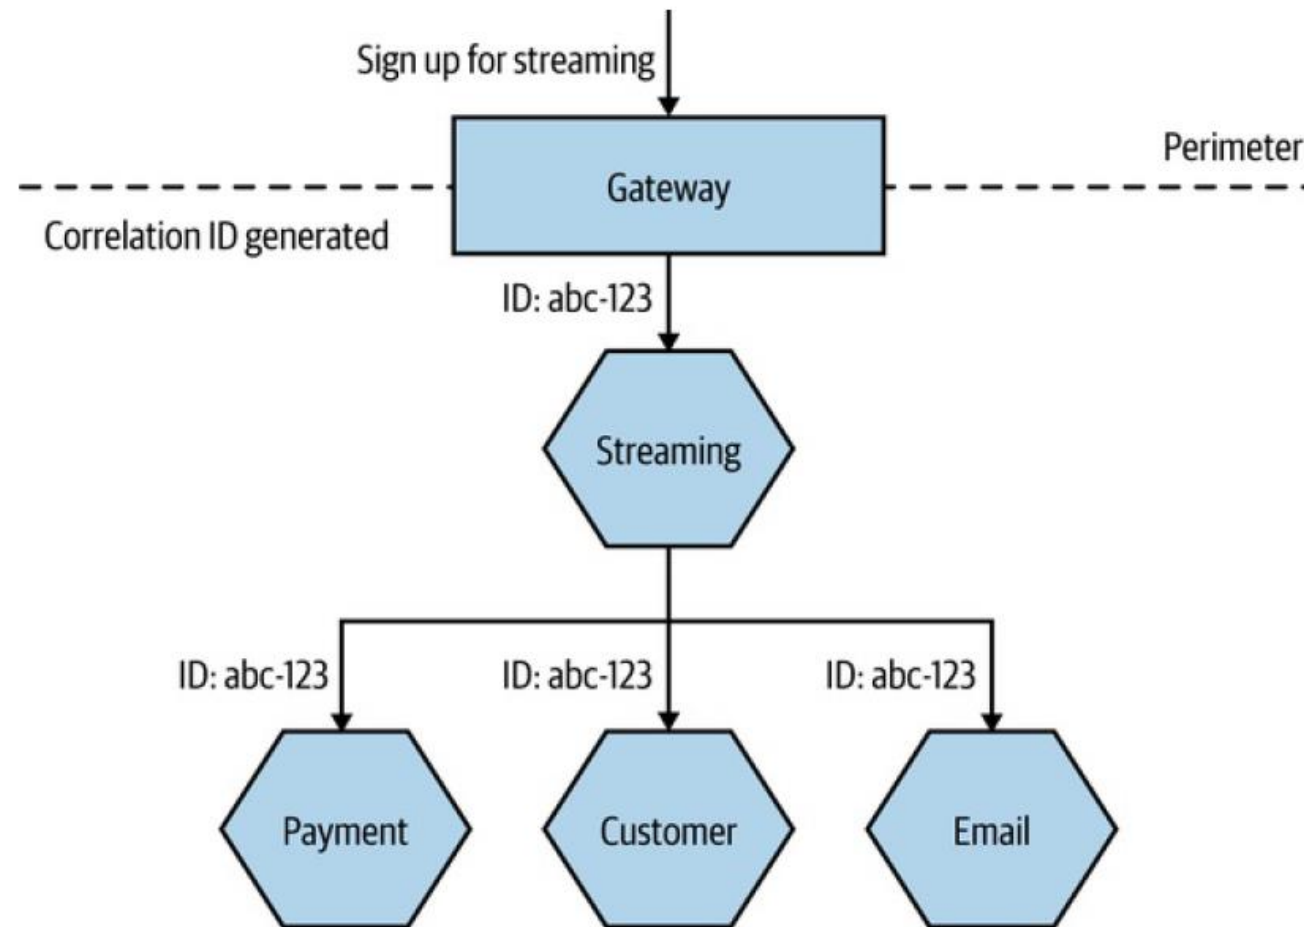 Sign up for streaming
Perimeter
Gateway
Correlation ID generated
ID: abc-123
Streaming
ID: abc-123
ID: abc-123
ID: abc-123
Payment
Customer
Email